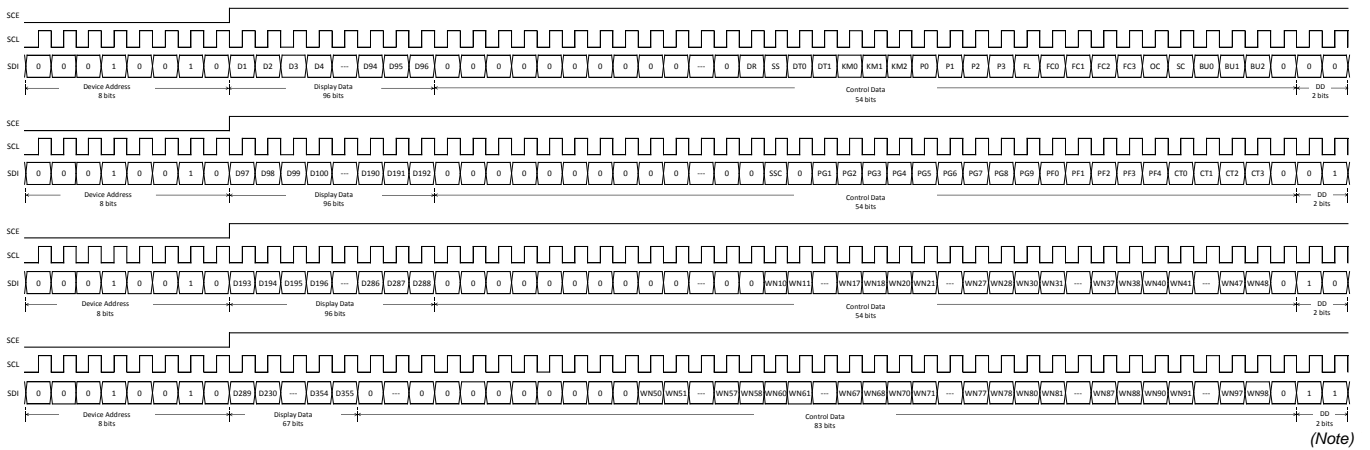 SCE
SCL
SDI 0 0 0 1 0 0 1 0 D1 D2 D3 D4 --- D94 D95 D96 0 0 0 0 0 0 0 0 0 0 --- 0 DR SS DT0 DT1 KM0 KM1 KM2 P0 P1 P2 P3 FL FC0 FC1 FC2 FC3 OC SC BU0 BU1 BU2 0 0 0
Device Address Display Data Control Data DD
8 bits 96 bits 54 bits 2 bits
SCE
SCL
SDI 0 0 0 1 0 0 1 0 D97 D98 D99 D100 --- D190 D191 D192 0 0 0 0 0 0 0 0 0 0 --- 0 0 SSC 0 PG1 PG2 PG3 PG4 PG5 PG6 PG7 PG8 PG9 PF0 PF1 PF2 PF3 PF4 CT0 CT1 CT2 CT3 0 0 1
Device Address Display Data Control Data DD
8 bits 96 bits 54 bits 2 bits
SCE
SCL
SDI 0 0 0 1 0 0 1 0 D193 D194 D195 D196 --- D286 D287 D288 0 0 0 0 0 0 0 0 0 0 --- 0 0 WN10 WN11 --- WN17 WN18 WN20 WN21 --- WN27 WN28 WN30 WN31 --- WN37 WN38 WN40 WN41 --- WN47 WN48 0 1 0
Device Address Display Data Control Data DD
8 bits 96 bits 54 bits 2 bits
SCE
SCL
SDI 0 0 0 1 0 0 1 0 D289 D230 --- D354 D355 0 --- 0 0 0 0 0 0 0 0 0 WN50 WN51 --- WN57 WN58 WN60 WN61 --- WN67 WN68 WN70 WN71 --- WN77 WN78 WN80 WN81 --- WN87 WN88 WN90 WN91 --- WN97 WN98 0 1 1
Device Address Display Data Control Data DD
8 bits 67 bits 83 bits 2 bits
(Note)